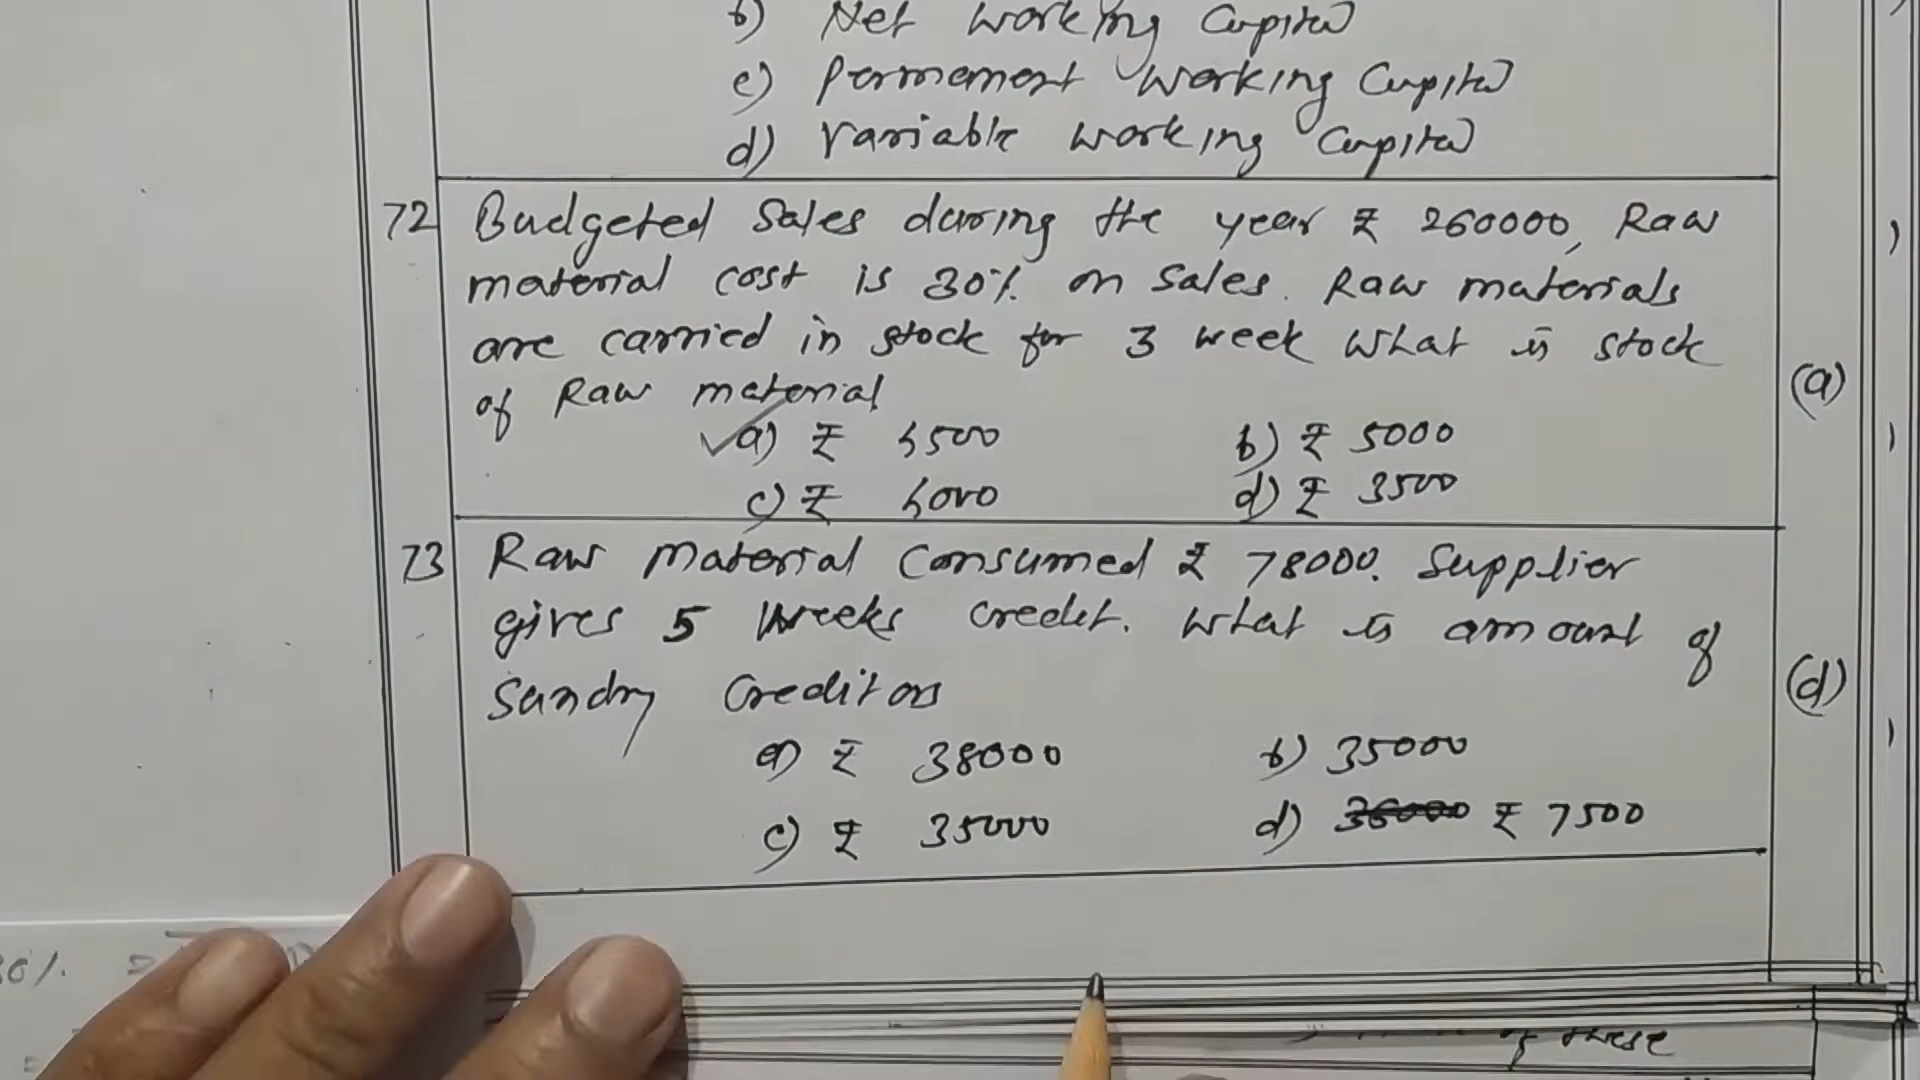 b) Net working Capital
c) Permanent working Capital
d) Variable working Capital
72 Budgeted Sales during the year ₹ 260000, Raw
material cost is 30% on Sales. Raw materials
are carried in stock for 3 week what is stock
of Raw material (a)
a) ₹ 4500 b) ₹ 5000
c) ₹ 4000 d) ₹ 3500
73 Raw Material Consumed ₹ 78000. Supplier
gives 5 Weeks credit. What is amount of
Sundry Creditors (d)
a) ₹ 38000 b) 35000
c) ₹ 35000 d) 36000 ₹ 7500
of these